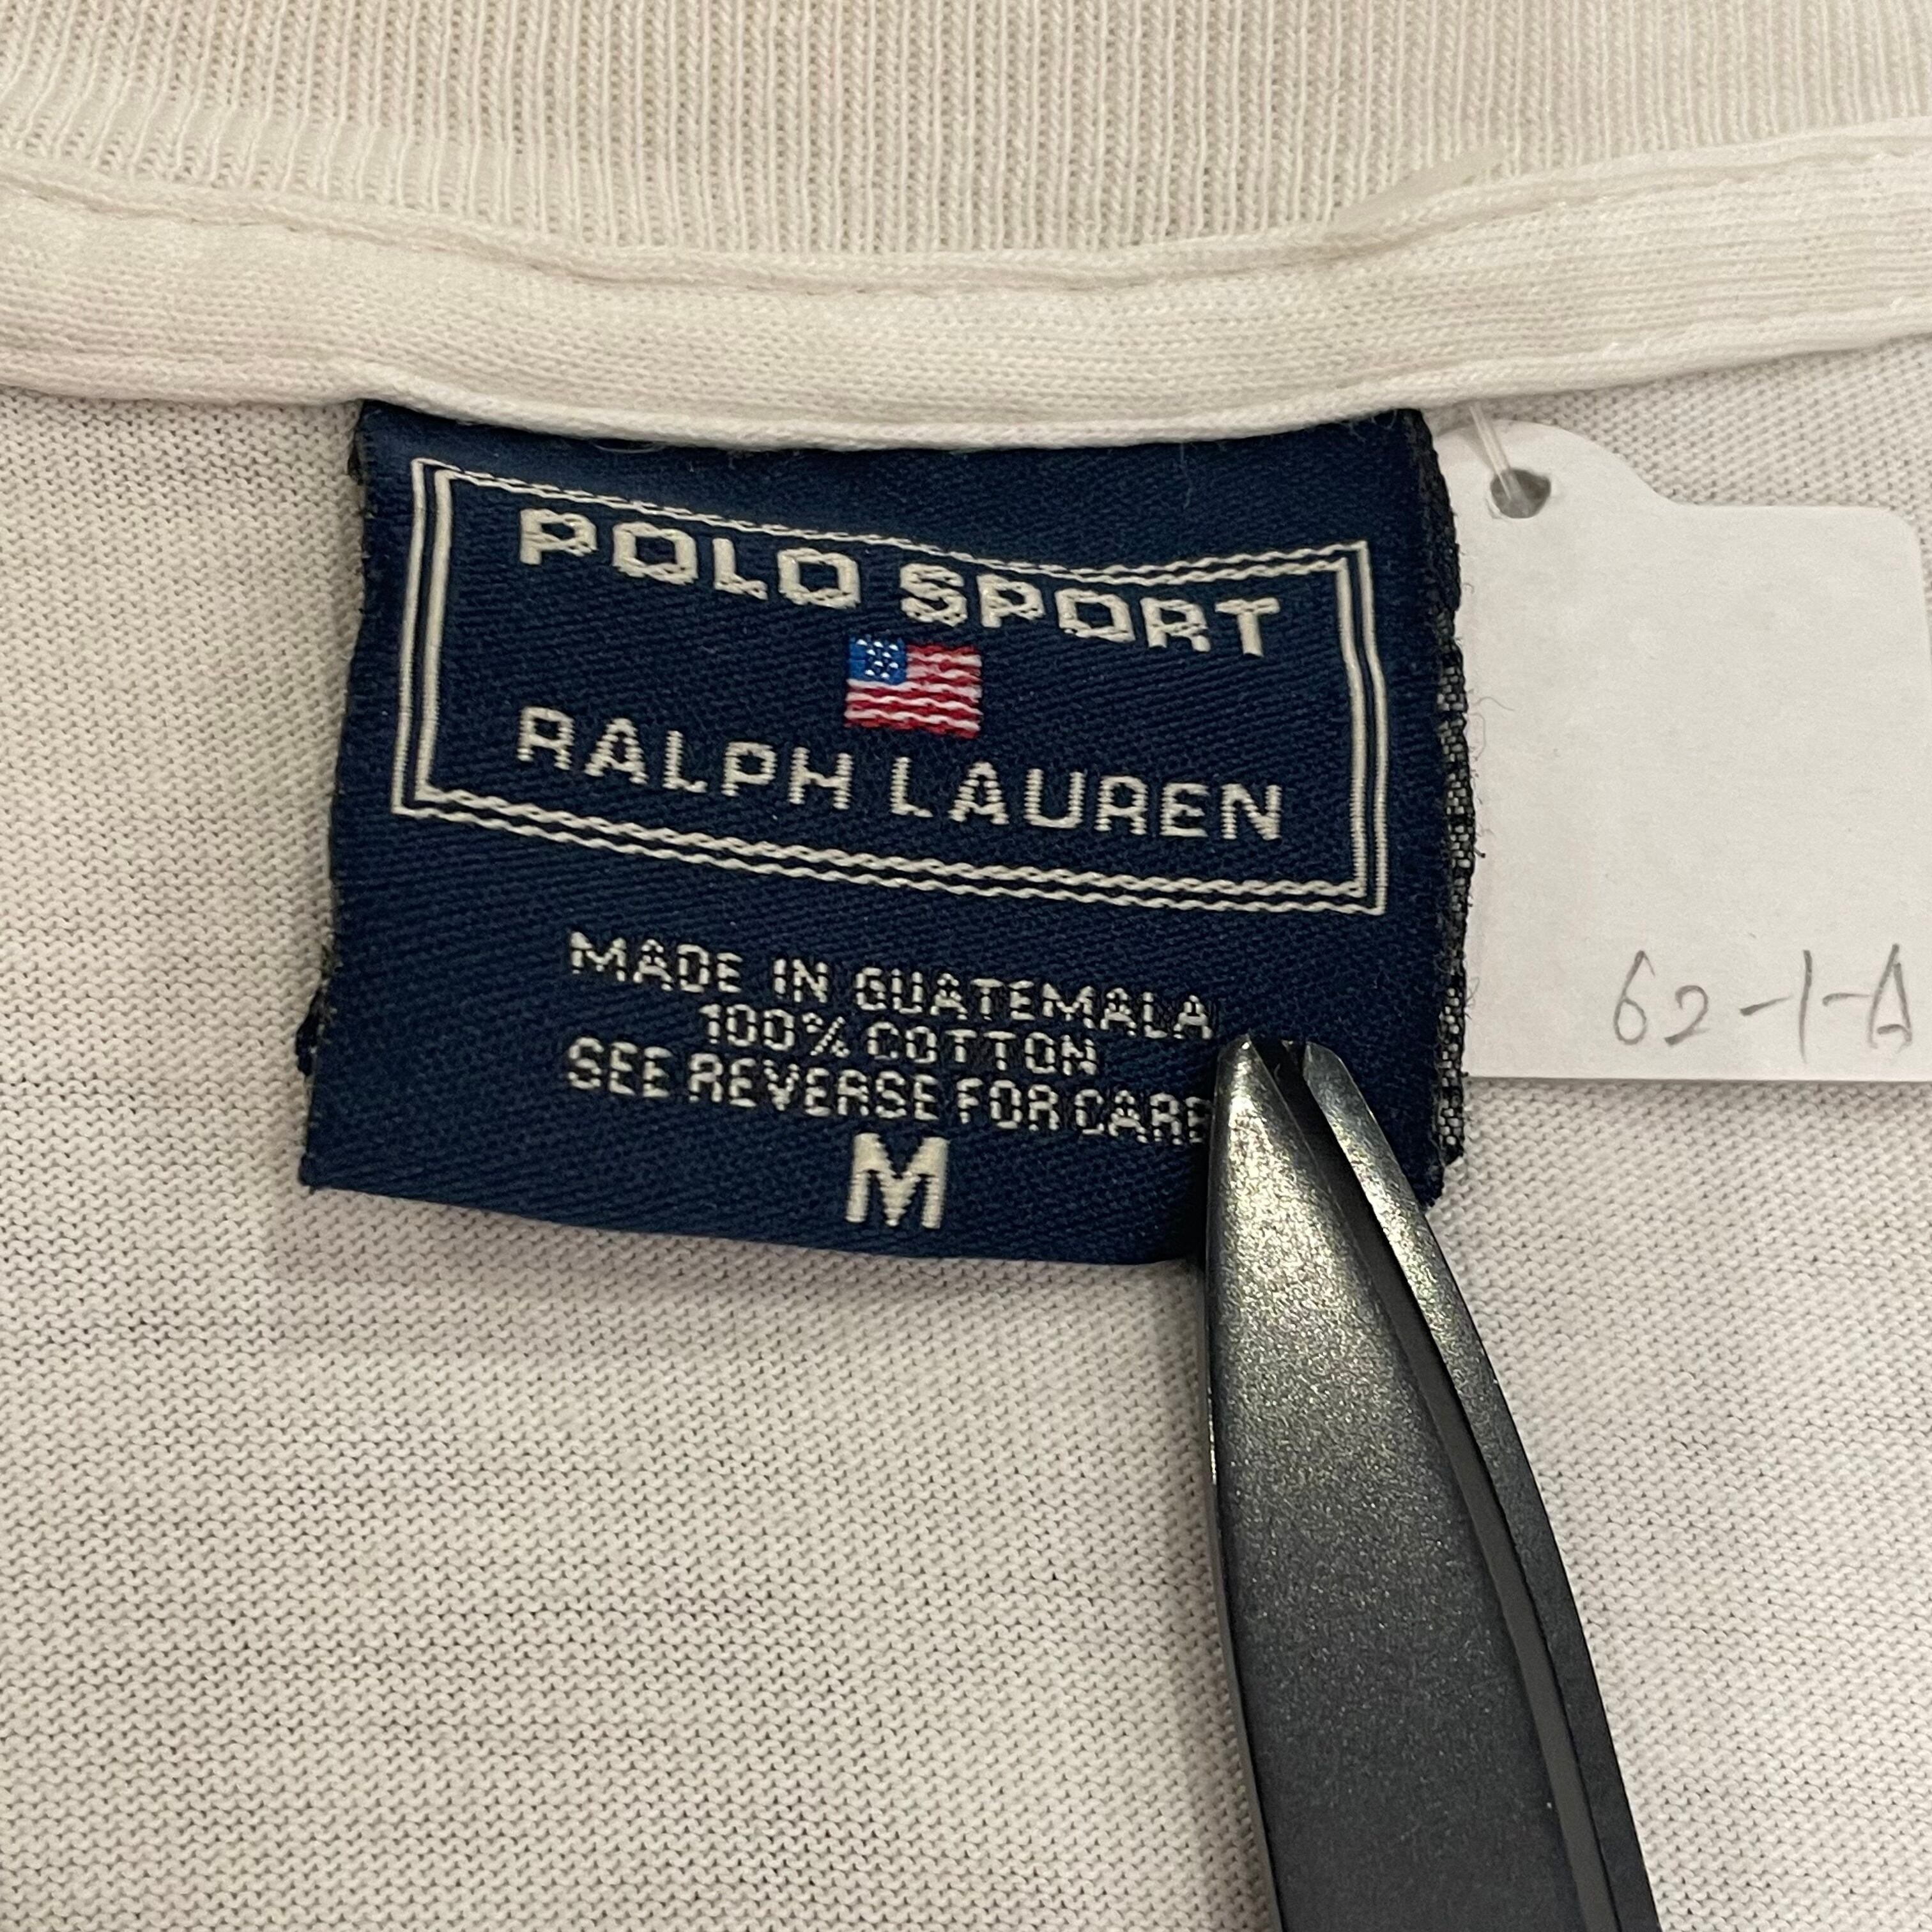 POLO SPORT
RALPH LAUREN
MADE IN GUATEMALA
100% COTTON
SEE REVERSE FOR CARE
M
62-1-A